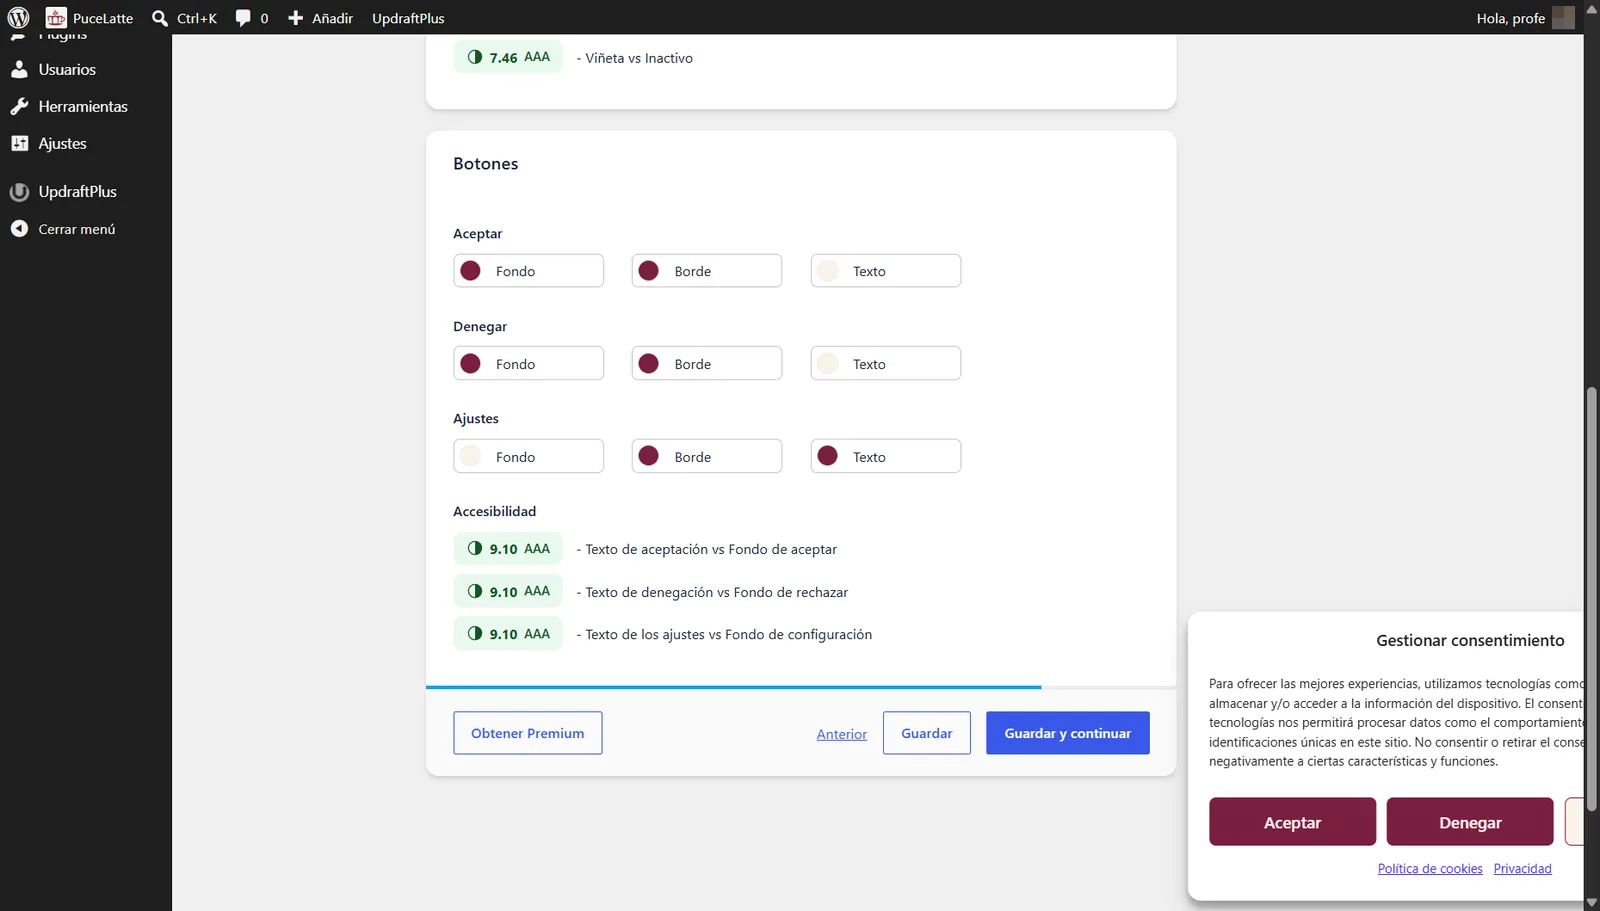 PuceLatte
Ctrl+K
0
Añadir
UpdraftPlus
Hola, profe
Plugins
Usuarios
Herramientas
Ajustes
UpdraftPlus
Cerrar menú
7.46 AAA - Viñeta vs Inactivo
Botones
Aceptar
Fondo
Borde
Texto
Denegar
Fondo
Borde
Texto
Ajustes
Fondo
Borde
Texto
Accesibilidad
9.10 AAA - Texto de aceptación vs Fondo de aceptar
9.10 AAA - Texto de denegación vs Fondo de rechazar
9.10 AAA - Texto de los ajustes vs Fondo de configuración
Obtener Premium
Anterior
Guardar
Guardar y continuar
Gestionar consentimiento
Para ofrecer las mejores experiencias, utilizamos tecnologías como
almacenar y/o acceder a la información del dispositivo. El consenti
tecnologías nos permitirá procesar datos como el comportamiento
identificaciones únicas en este sitio. No consentir o retirar el conse
negativamente a ciertas características y funciones.
Aceptar
Denegar
Política de cookies
Privacidad